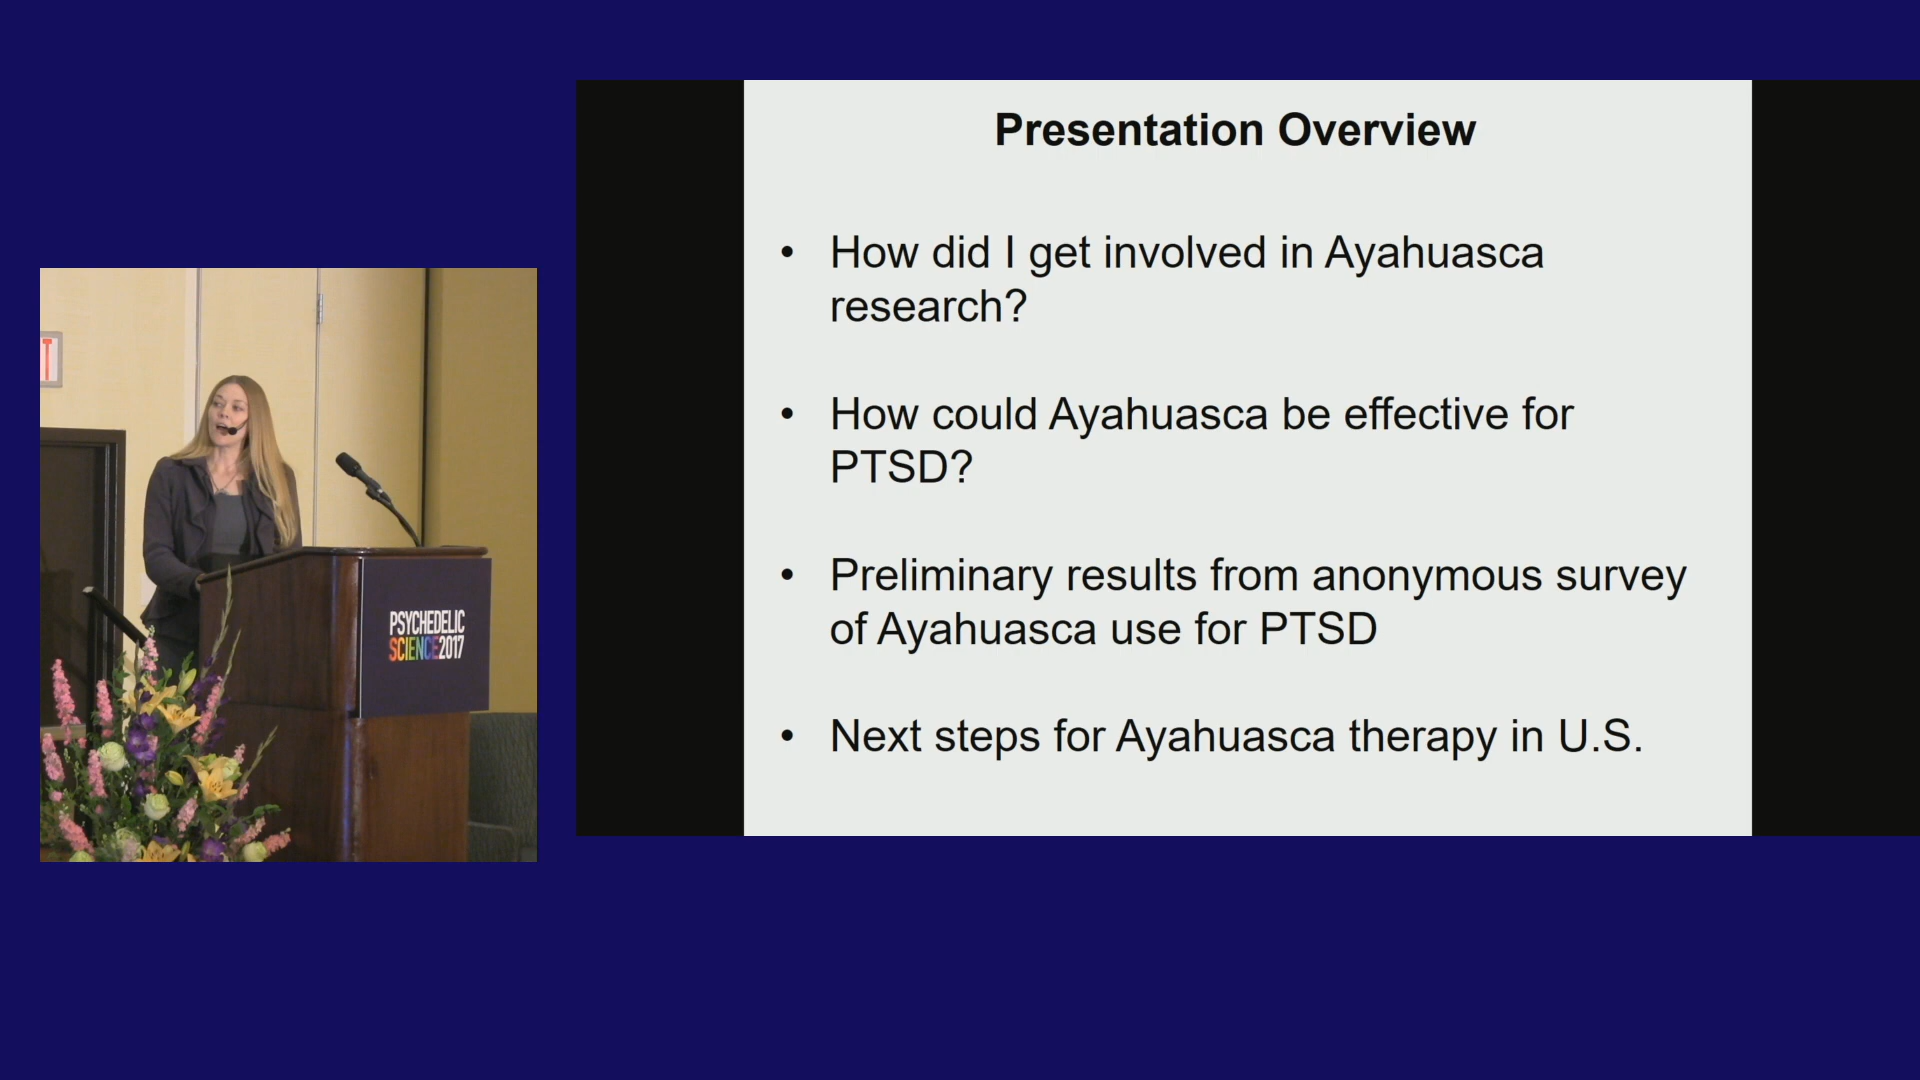 Presentation Overview
• How did I get involved in Ayahuasca
research?
• How could Ayahuasca be effective for
PTSD?
• Preliminary results from anonymous survey
of Ayahuasca use for PTSD
• Next steps for Ayahuasca therapy in U.S.
T
PSYCHEDELIC
SCIENCE2017